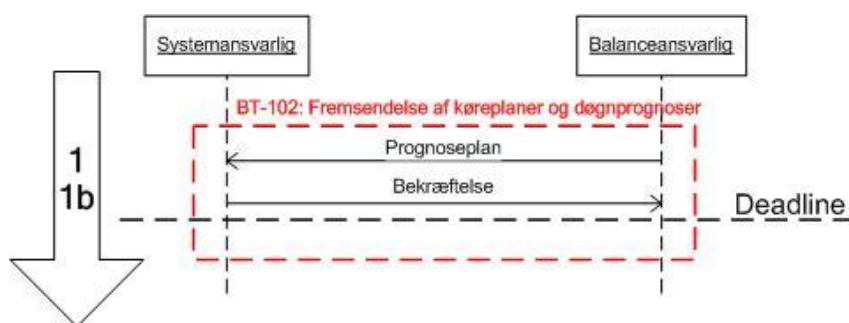 Systemansvarlig
Balanceansvarlig
BT-102: Fremsendelse af køreplaner og døgnprognoser
Prognoseplan
1
1b
Bekræftelse
Deadline